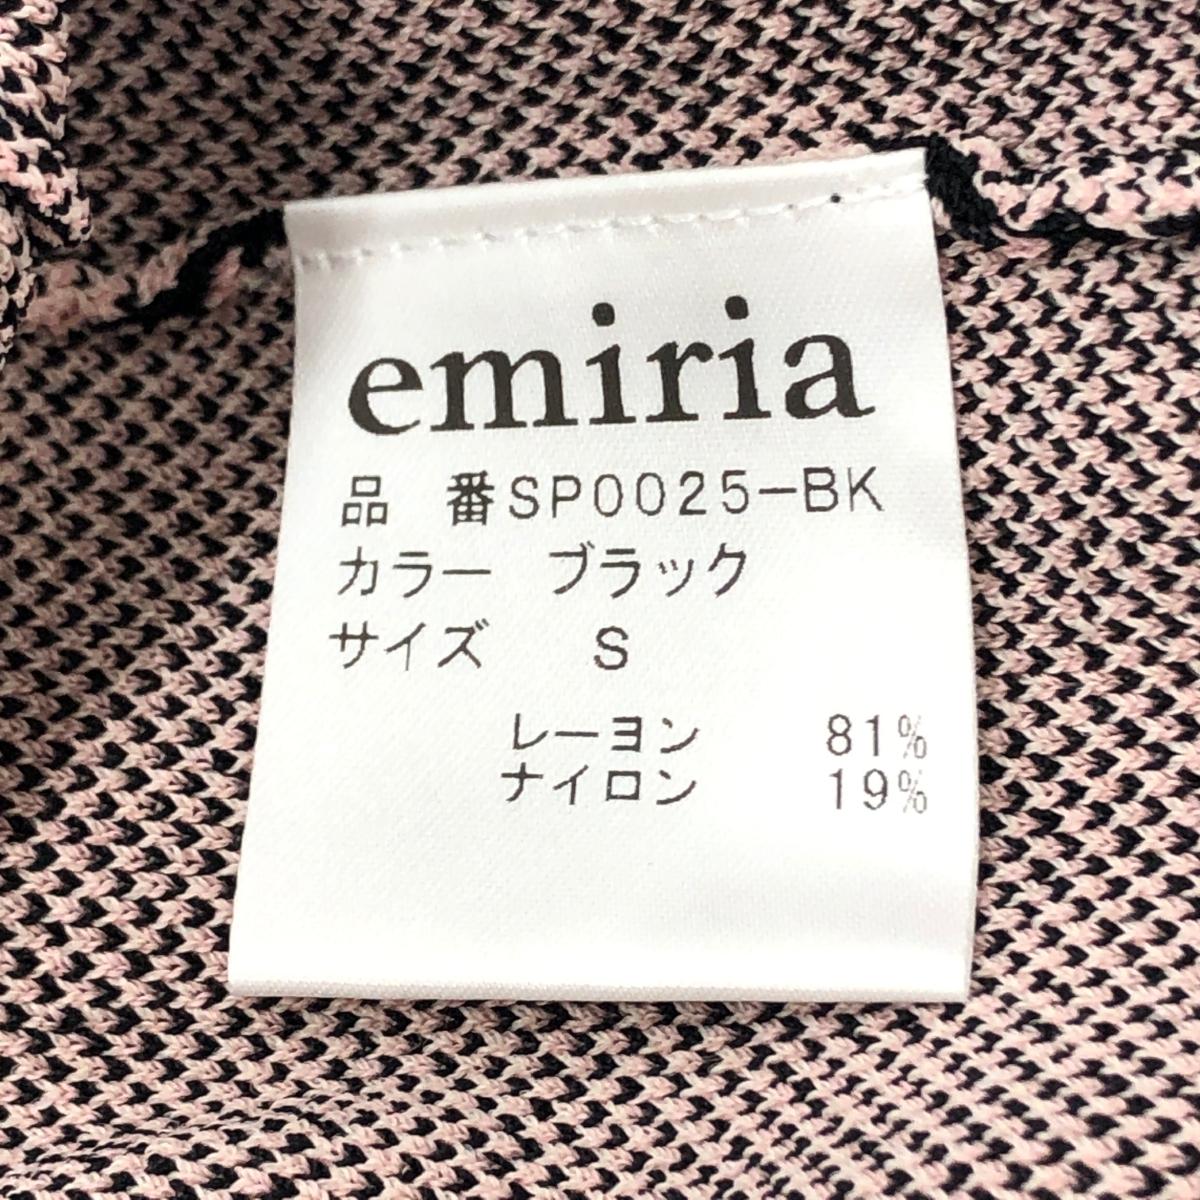 emiria
品　番SP0025-BK
カラー　ブラック
サイズ　　S
レーヨン　　81%
ナイロン　　19%